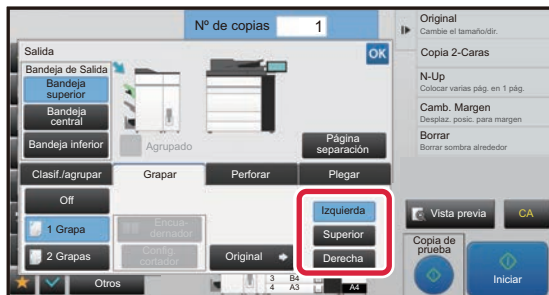 Nº de copias
1
Original
Cambie el tamaño/dir.
Copia 2-Caras
N-Up
Colocar varias pág. en 1 pág.
Camb. Margen
Desplaz. posic. para margen
Borrar
Borrar sombra alrededor
Salida
OK
Bandeja de Salida
Bandeja
superior
Bandeja
central
Bandeja inferior
Agrupado
Página
separación
Clasif./agrupar
Grapar
Perforar
Plegar
Off
1 Grapa
2 Grapas
Encua-
dernador
Config.
cortador
Original
Izquierda
Superior
Derecha
Vista previa
CA
Copia de
prueba
Iniciar
Otros
3 B4
4 A3
A4